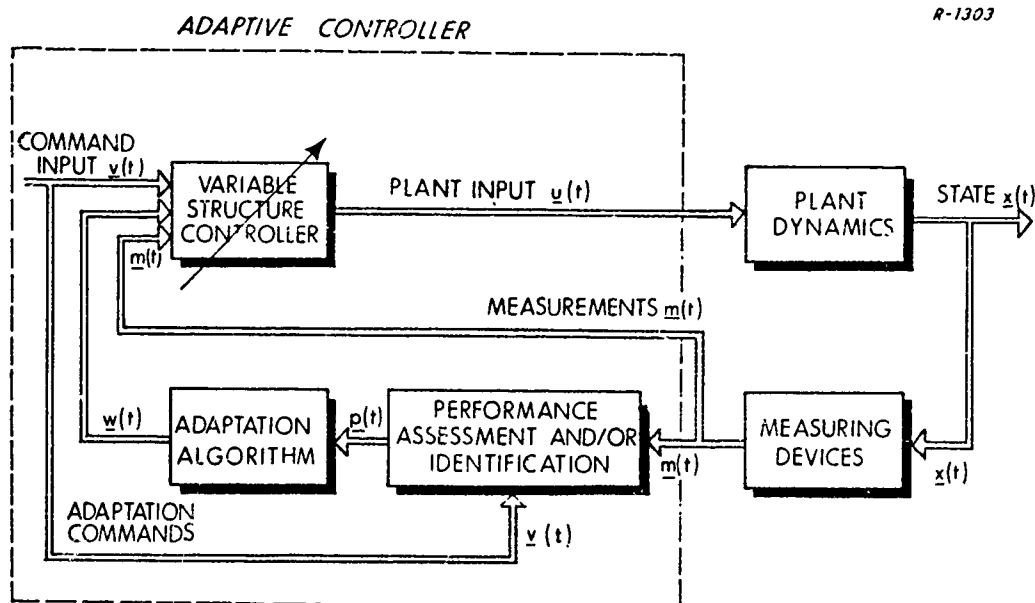 R-1303
ADAPTIVE CONTROLLER
COMMAND
INPUT v(t)
VARIABLE
STRUCTURE
CONTROLLER
m(t)
PLANT INPUT u(t)
PLANT
DYNAMICS
STATE x(t)
MEASUREMENTS m(t)
w(t)
ADAPTATION
ALGORITHM
p(t)
PERFORMANCE
ASSESSMENT AND/OR
IDENTIFICATION
m(t)
MEASURING
DEVICES
x(t)
ADAPTATION
COMMANDS
v(t)